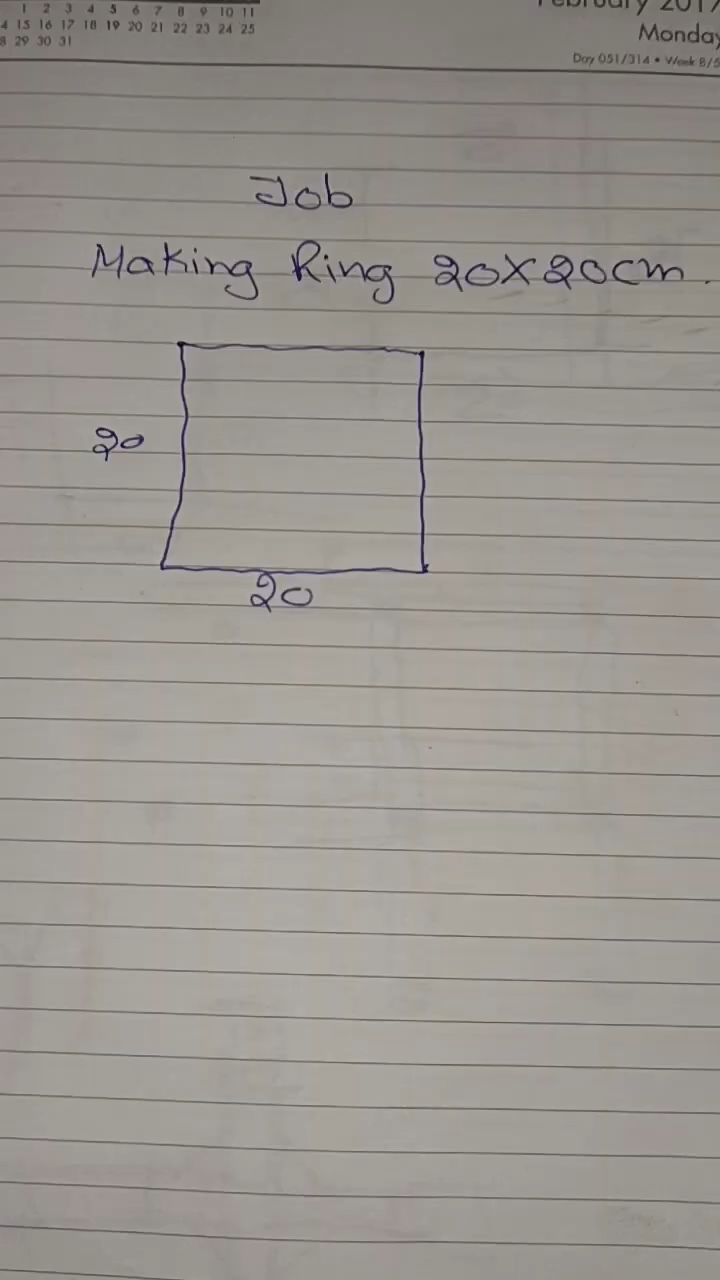 1 2 3 4 5 6 7 8 9 10 11
4 15 16 17 18 19 20 21 22 23 24 25
8 29 30 31
February 2017
Monday
Day 051/314 • Week 8/5
Job
Making Ring 20X20cm.
20
20